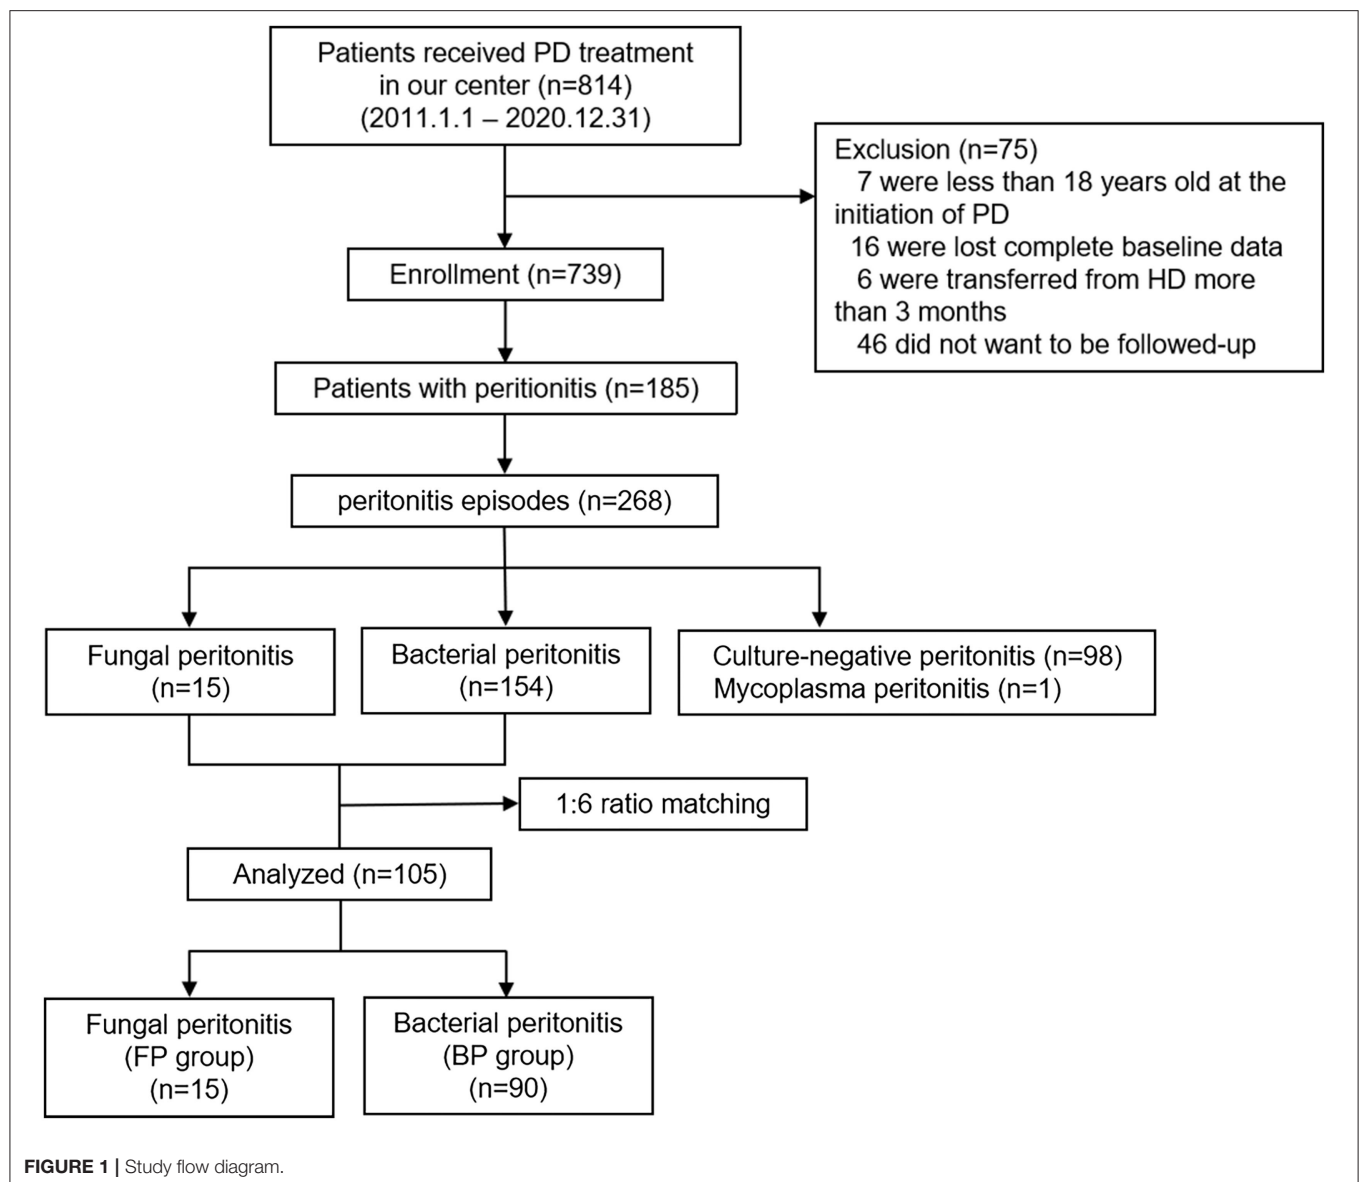 Patients received PD treatment
in our center (n=814)
(2011.1.1 – 2020.12.31)
Exclusion (n=75)
7 were less than 18 years old at the
initiation of PD
16 were lost complete baseline data
6 were transferred from HD more
than 3 months
46 did not want to be followed-up
Enrollment (n=739)
Patients with peritionitis (n=185)
peritonitis episodes (n=268)
Fungal peritonitis
(n=15)
Bacterial peritonitis
(n=154)
Culture-negative peritonitis (n=98)
Mycoplasma peritonitis (n=1)
1:6 ratio matching
Analyzed (n=105)
Fungal peritonitis
(FP group)
(n=15)
Bacterial peritonitis
(BP group)
(n=90)
FIGURE 1 | Study flow diagram.